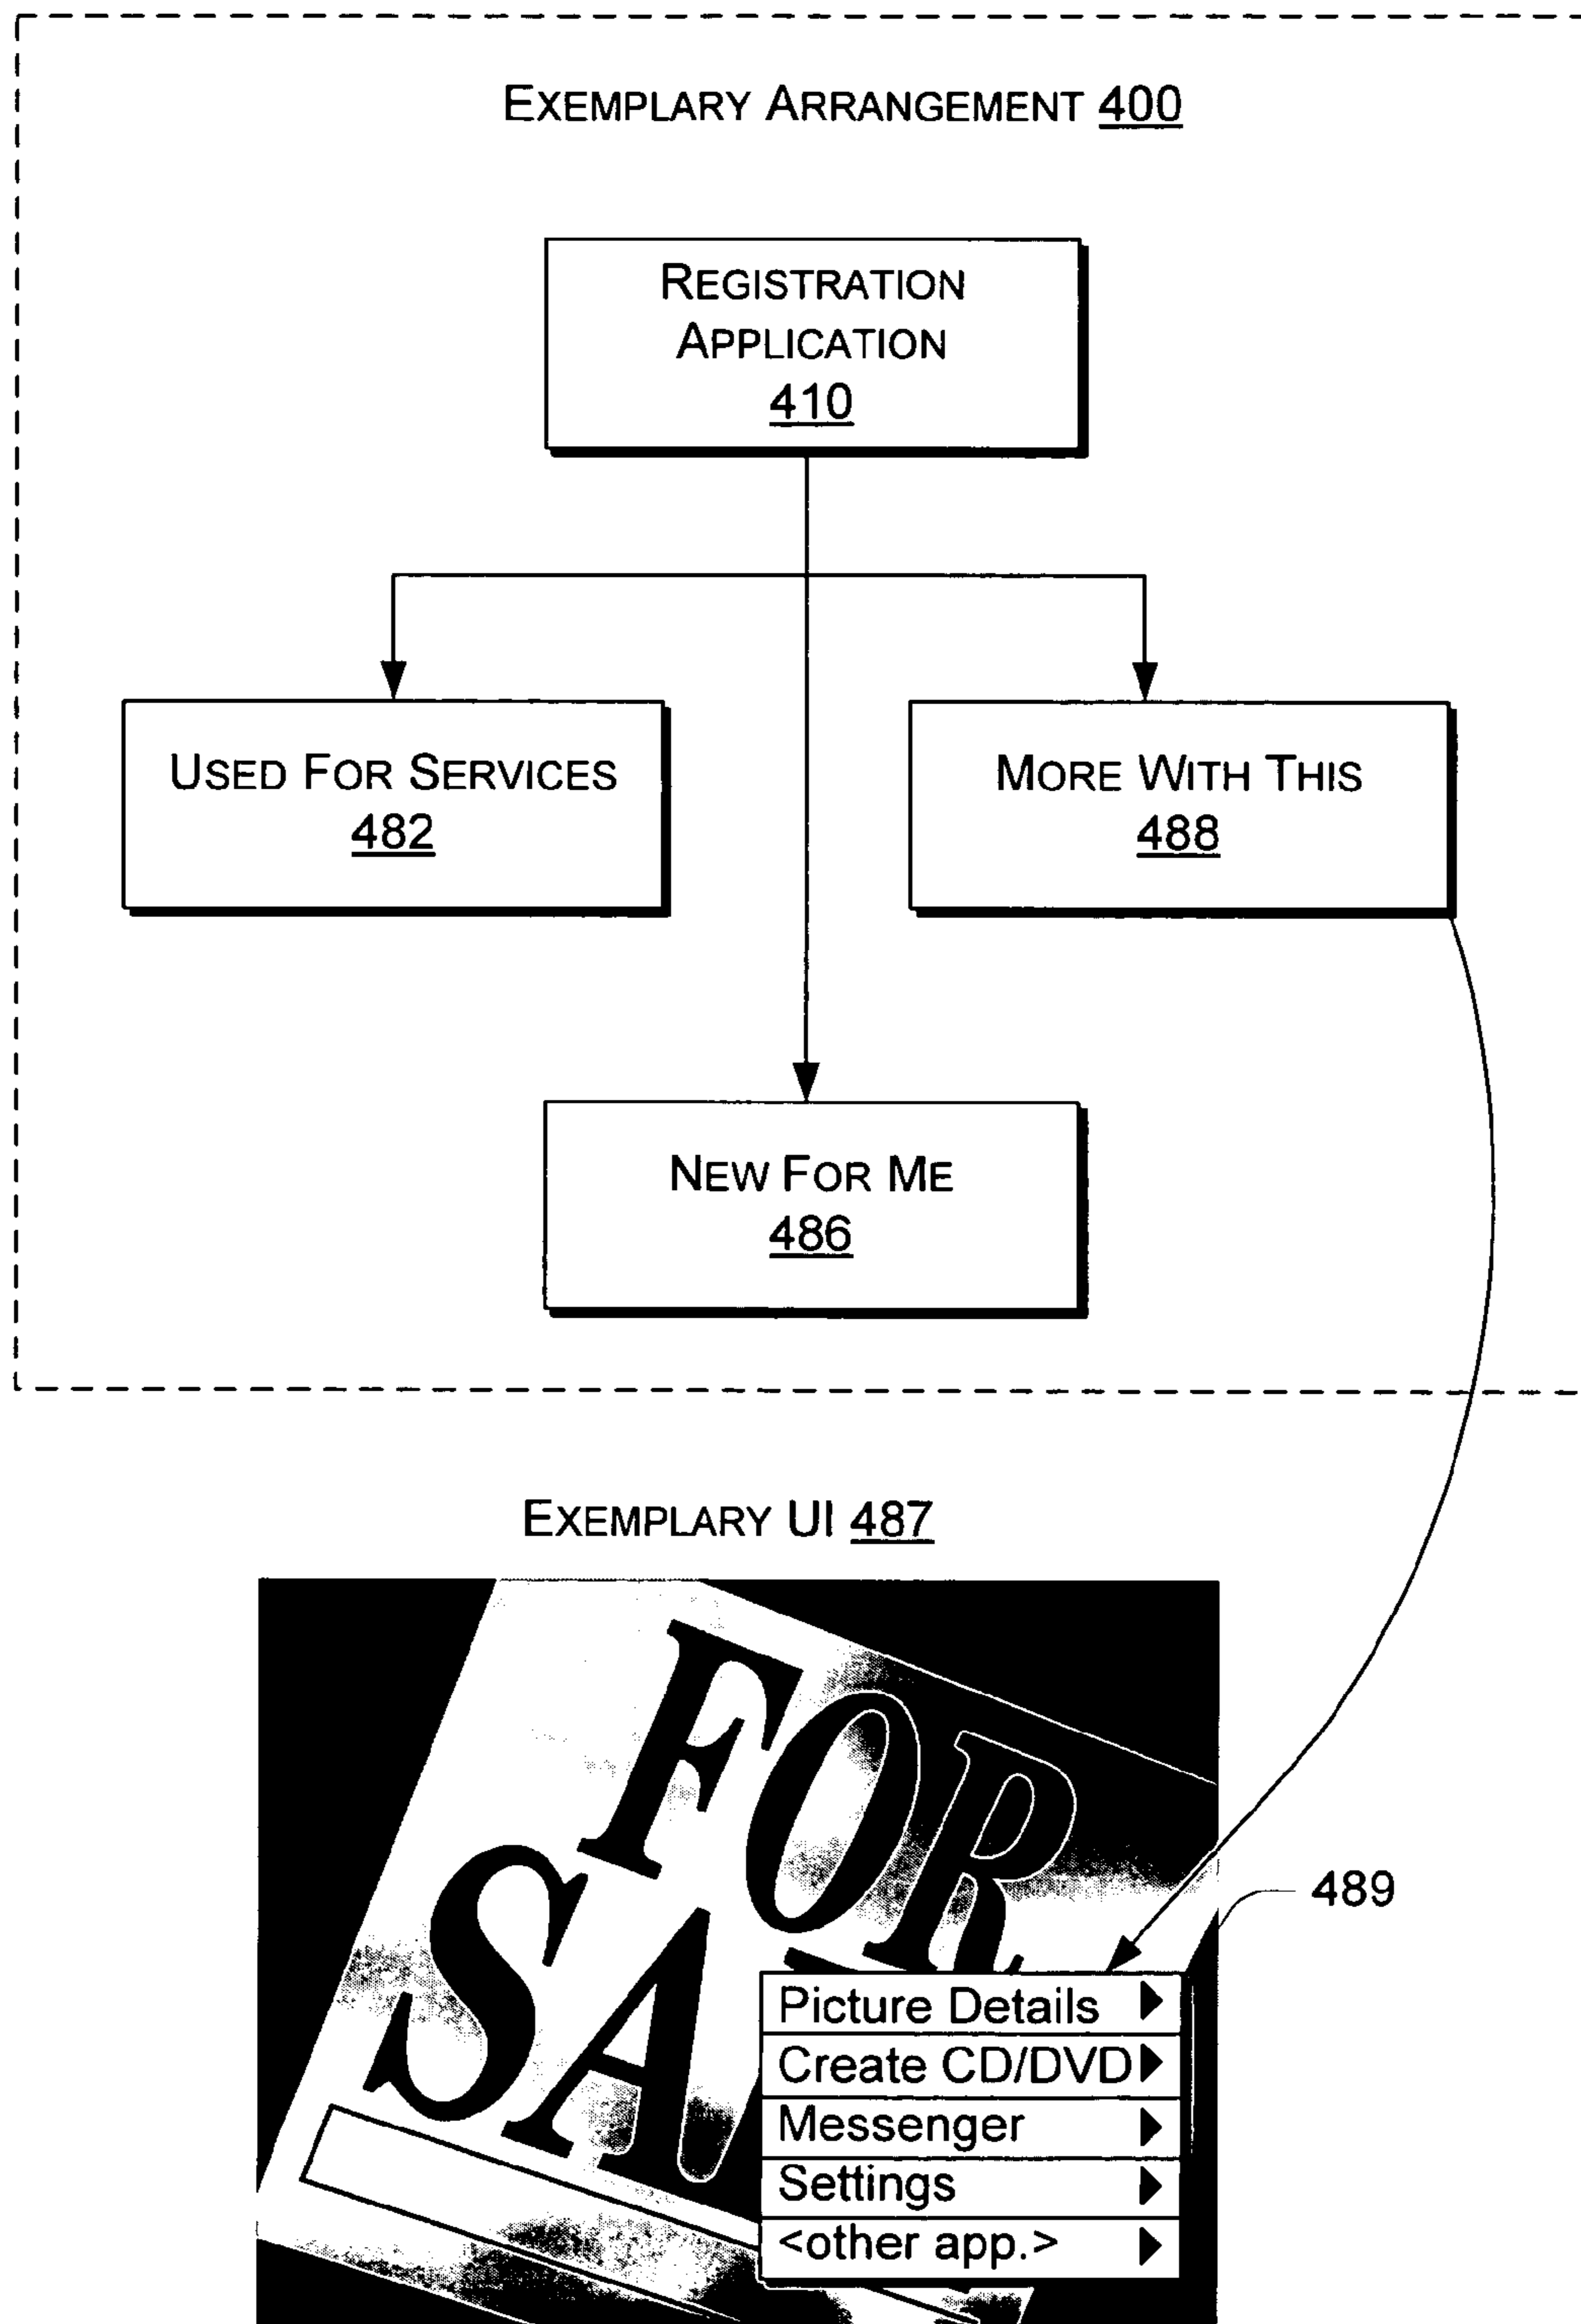 EXEMPLARY ARRANGEMENT 400
REGISTRATION
APPLICATION
410
USED FOR SERVICES
482
MORE WITH THIS
488
NEW FOR ME
486
EXEMPLARY UI 487
FOR
SA
489
Picture Details
Create CD/DVD
Messenger
Settings
<other app.>